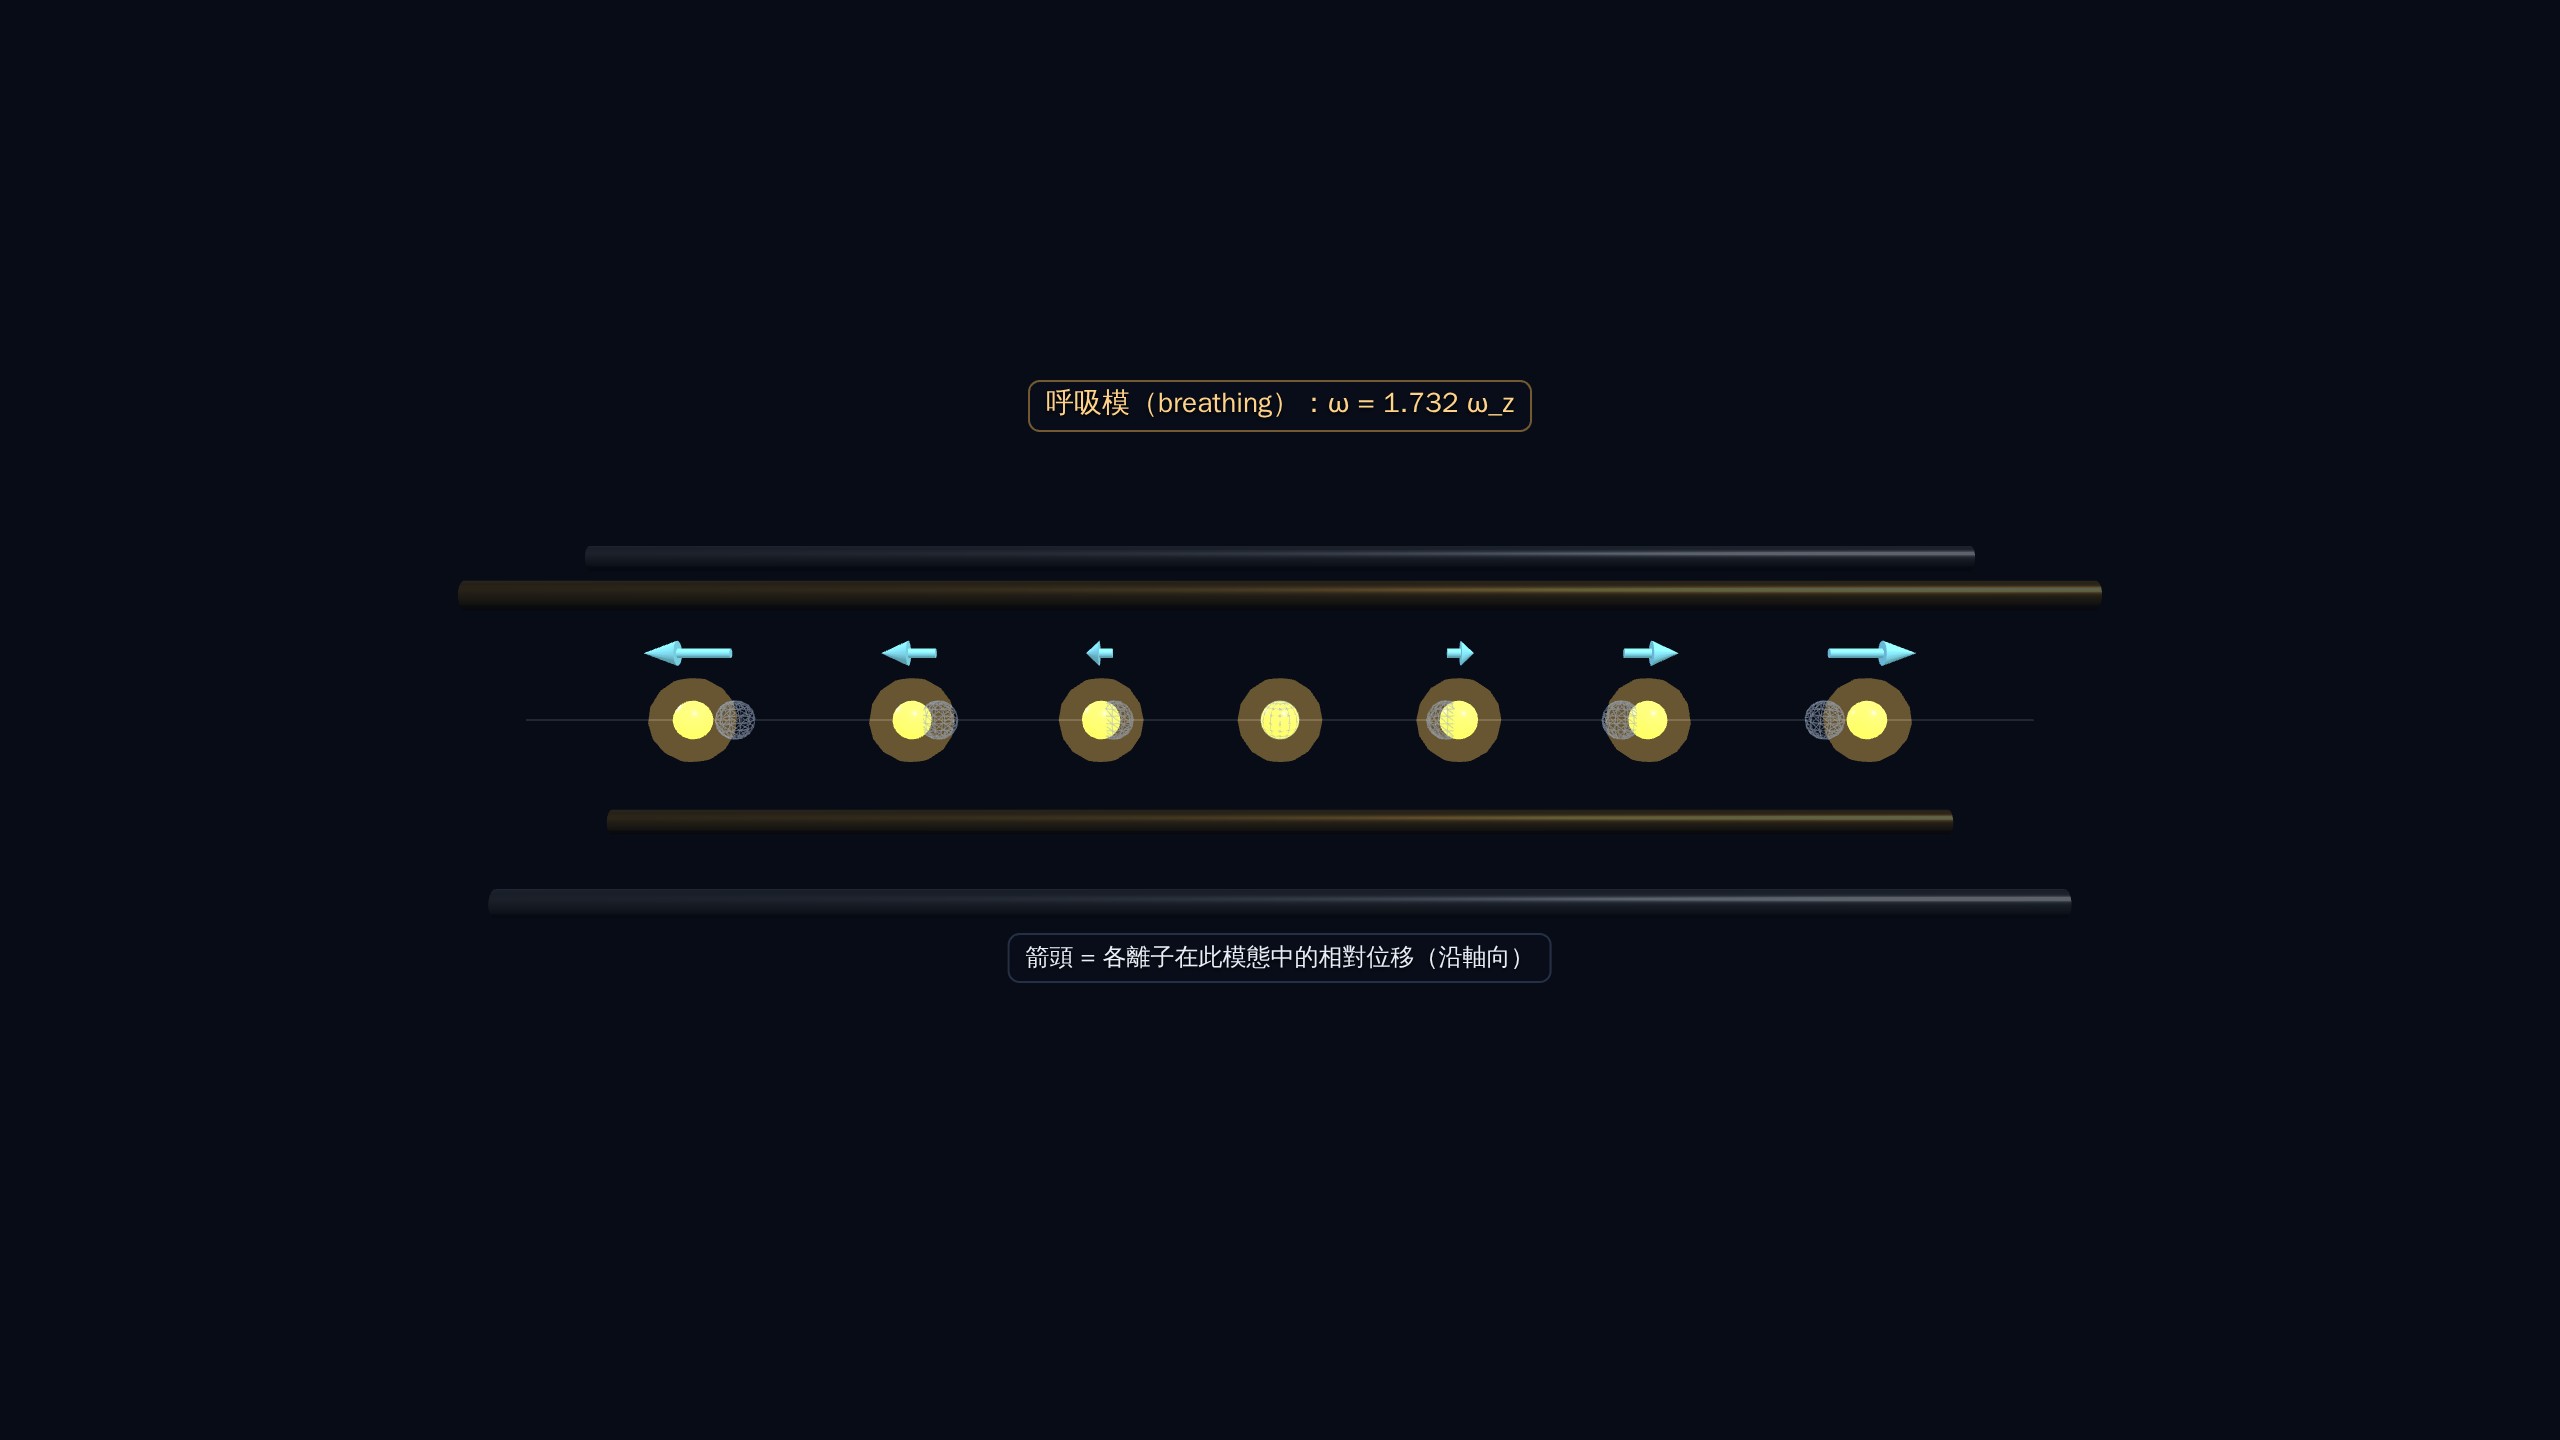 呼吸模（breathing）：ω = 1.732 ω_z
箭頭 = 各離子在此模態中的相對位移（沿軸向）